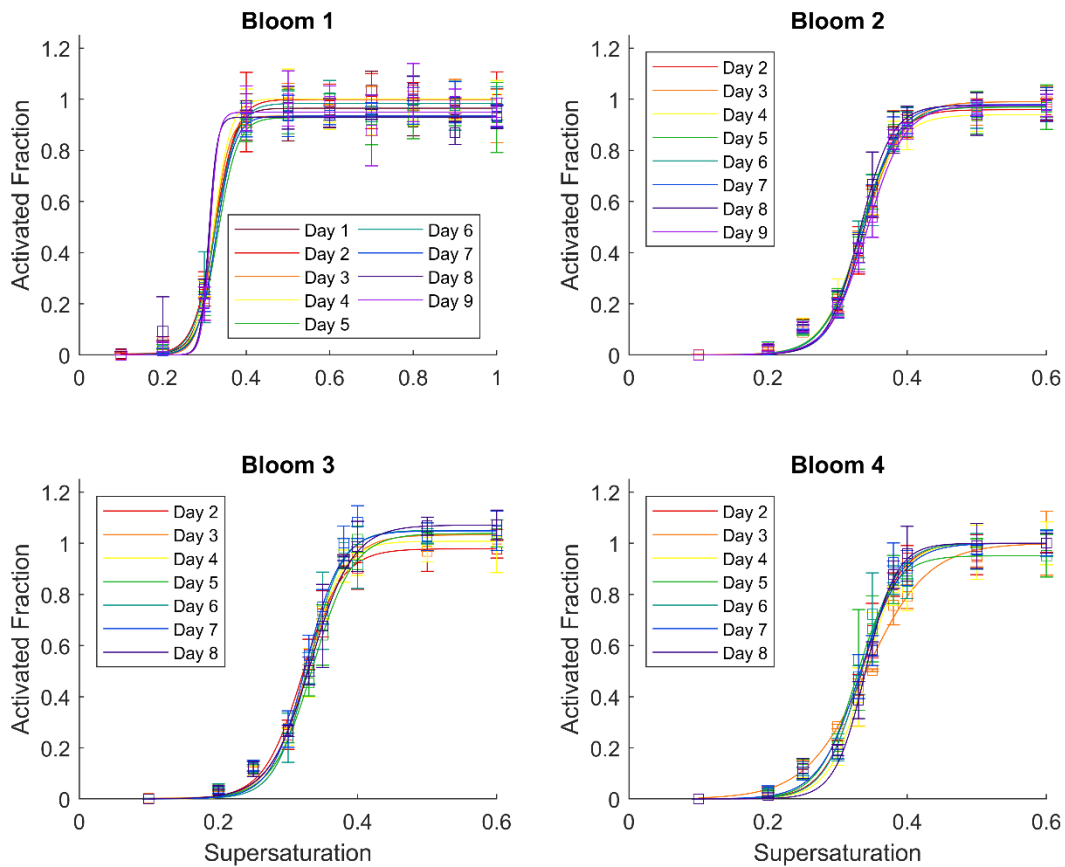 Bloom 1
1.2
1
0.8
0.6
0.4
0.2
0
Activated Fraction
Day 1 Day 6
Day 2 Day 7
Day 3 Day 8
Day 4 Day 9
Day 5
0 0.2 0.4 0.6 0.8 1
Bloom 2
1.2
1
0.8
0.6
0.4
0.2
0
Activated Fraction
Day 2
Day 3
Day 4
Day 5
Day 6
Day 7
Day 8
Day 9
0 0.2 0.4 0.6
Bloom 3
1.2
1
0.8
0.6
0.4
0.2
0
Activated Fraction
Day 2
Day 3
Day 4
Day 5
Day 6
Day 7
Day 8
0 0.2 0.4 0.6
Supersaturation
Bloom 4
1.2
1
0.8
0.6
0.4
0.2
0
Activated Fraction
Day 2
Day 3
Day 4
Day 5
Day 6
Day 7
Day 8
0 0.2 0.4 0.6
Supersaturation